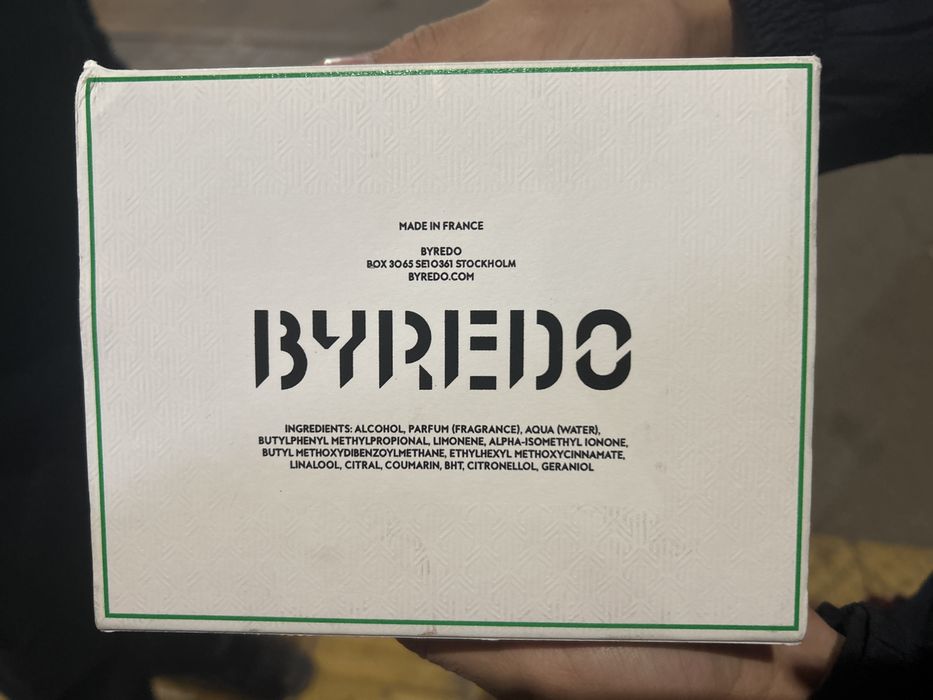 MADE IN FRANCE
BYREDO
BOX 3065 SE10361 STOCKHOLM
BYREDO.COM
BYREDO
INGREDIENTS: ALCOHOL, PARFUM (FRAGRANCE), AQUA (WATER),
BUTYLPHENYL METHYLPROPIONAL, LIMONENE, ALPHA-ISOMETHYL IONONE,
BUTYL METHOXYDIBENZOYLMETHANE, ETHYLHEXYL METHOXYCINNAMATE,
LINALOOL, CITRAL, COUMARIN, BHT, CITRONELLOL, GERANIOL